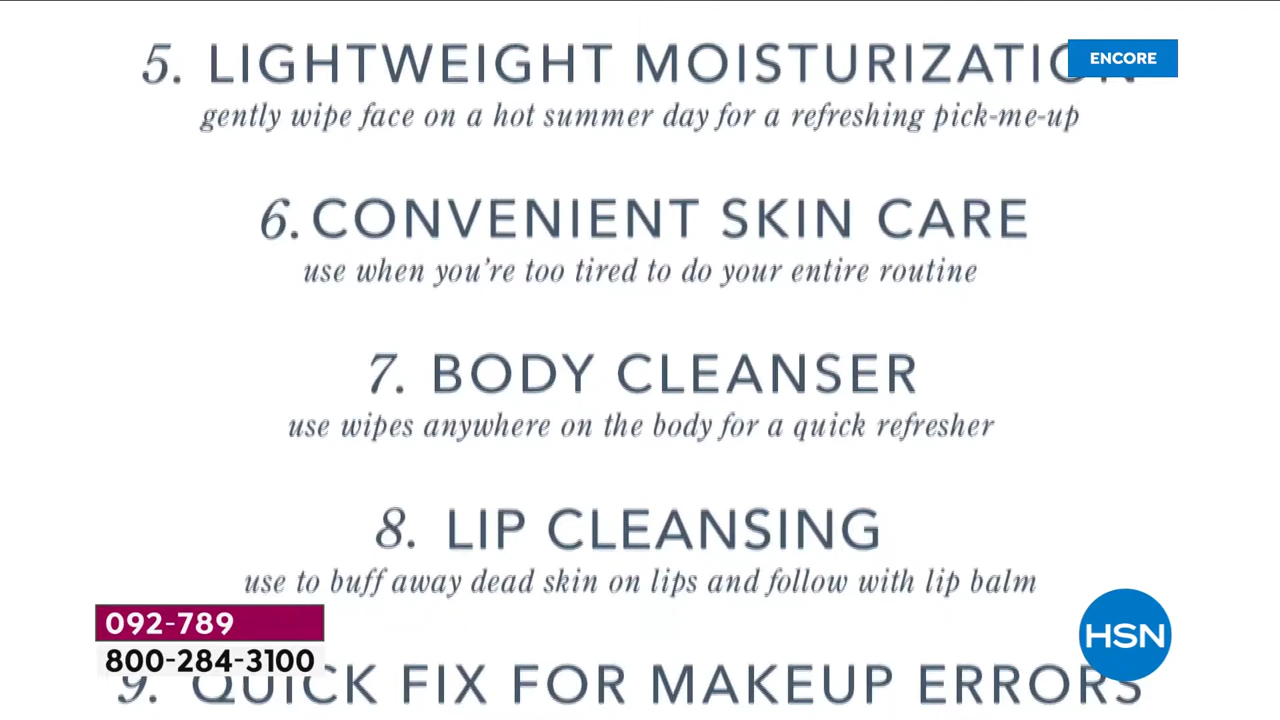 5. LIGHTWEIGHT MOISTURIZATION
ENCORE
gently wipe face on a hot summer day for a refreshing pick-me-up
6. CONVENIENT SKIN CARE
use when you're too tired to do your entire routine
7. BODY CLEANSER
use wipes anywhere on the body for a quick refresher
8. LIP CLEANSING
use to buff away dead skin on lips and follow with lip balm
092-789
800-284-3100
HSN
9. QUICK FIX FOR MAKEUP ERRORS